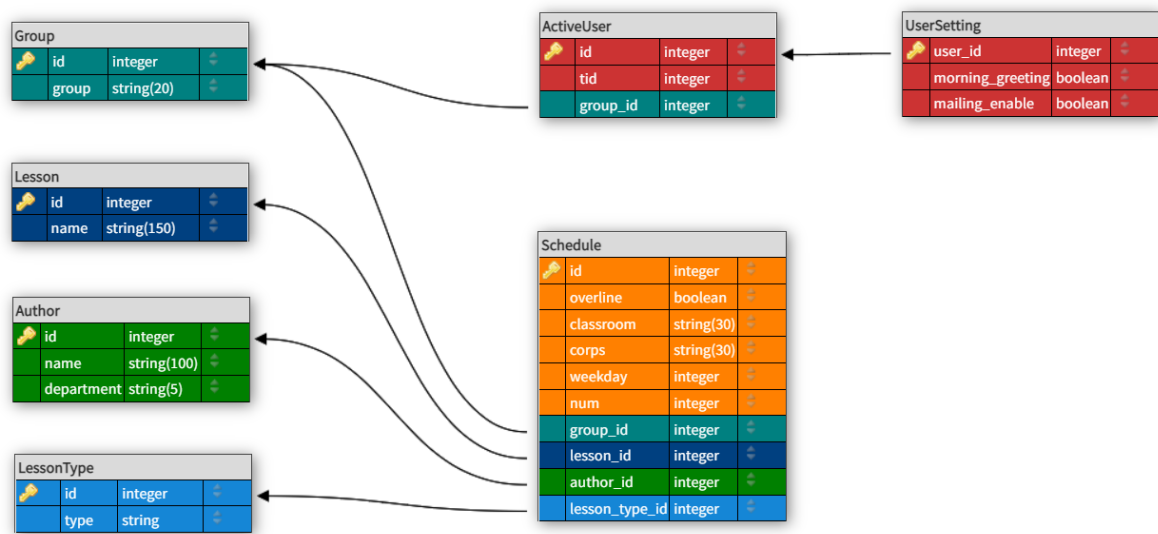 Group
id integer
group string(20)
ActiveUser
id integer
tid integer
group_id integer
UserSetting
user_id integer
morning_greeting boolean
mailing_enable boolean
Lesson
id integer
name string(150)
Author
id integer
name string(100)
department string(5)
LessonType
id integer
type string
Schedule
id integer
overline boolean
classroom string(30)
corps string(30)
weekday integer
num integer
group_id integer
lesson_id integer
author_id integer
lesson_type_id integer